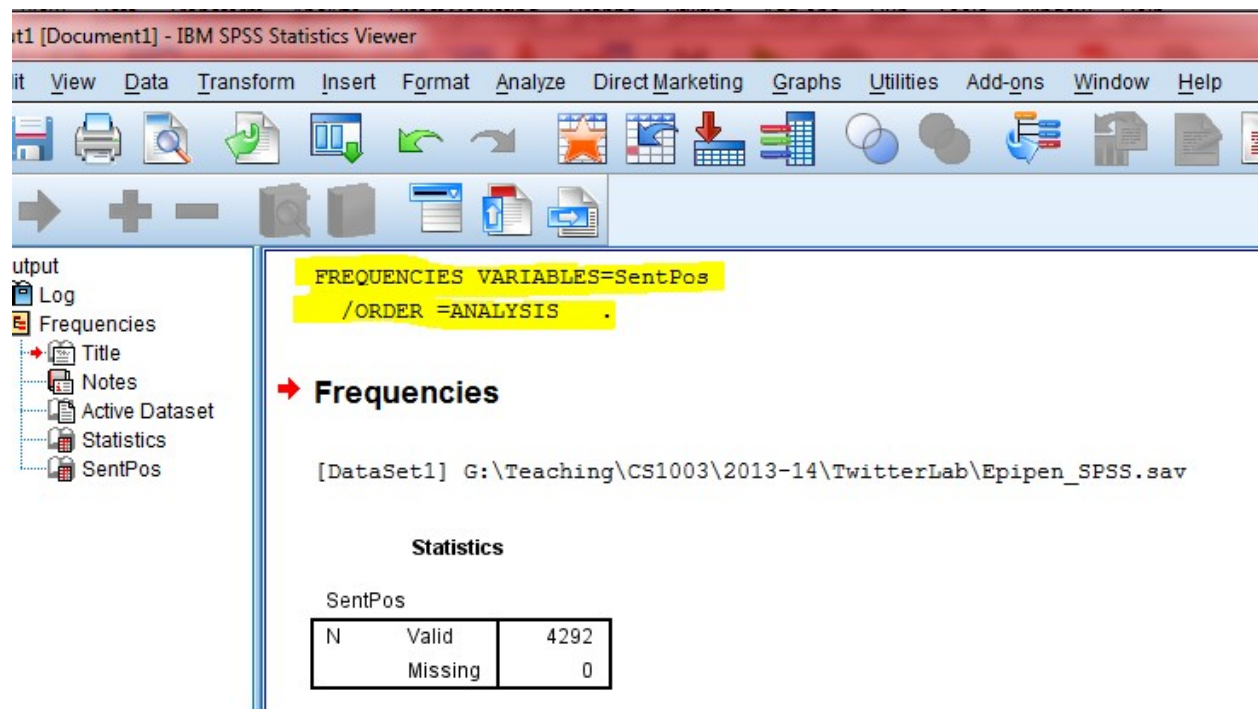 ut1 [Document1] - IBM SPSS Statistics Viewer
it View Data Transform Insert Format Analyze Direct Marketing Graphs Utilities Add-ons Window Help
utput
Log
Frequencies
Title
Notes
Active Dataset
Statistics
SentPos
FREQUENCIES VARIABLES=SentPos
/ORDER =ANALYSIS .
Frequencies
[DataSet1] G:\Teaching\CS1003\2013-14\TwitterLab\Epipen_SPSS.sav
Statistics
SentPos
N Valid 4292
Missing 0